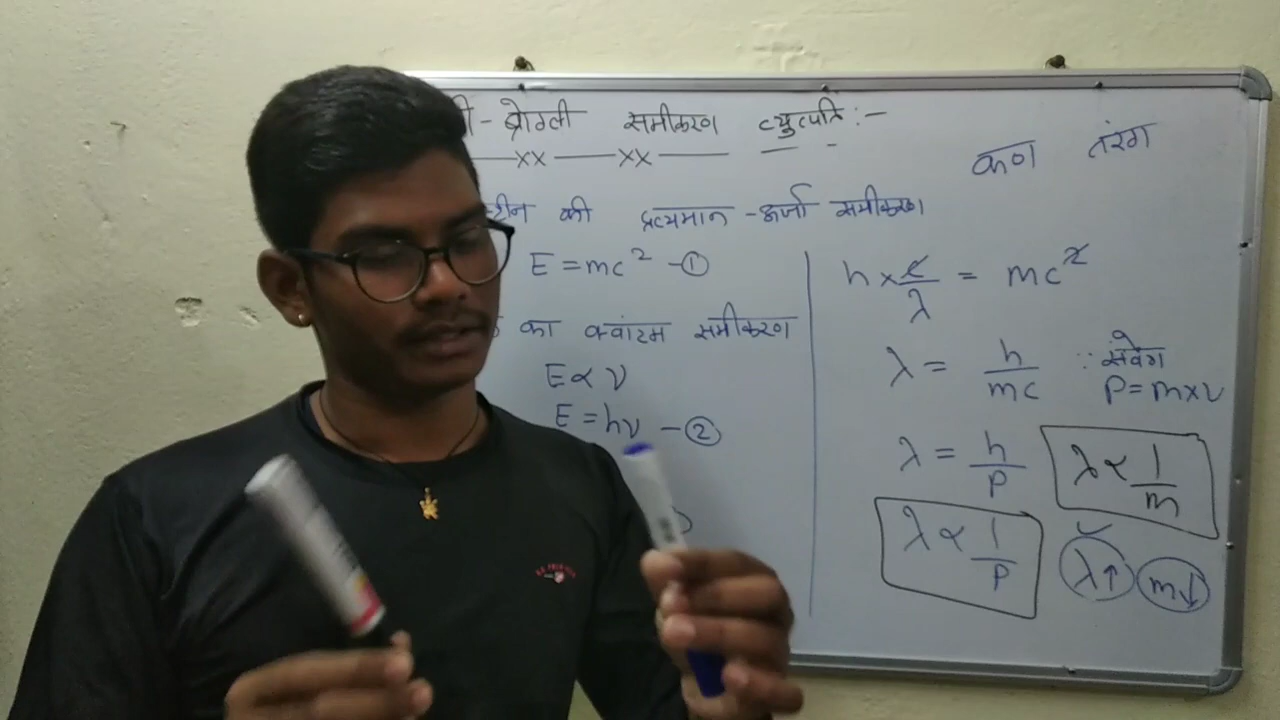 ब्रोग्ली समीकरण व्युत्पति :-
xx xx
की द्रव्यमान - ऊर्जा समीकरण
E = mc² - ①
का क्वांटम समीकरण
E ∝ ν
E = hν - ②
कण तरंग
h × c/λ = mc²
λ = h/mc ∵ संवेग
P = m×v
λ = h/P
λ ∝ 1/m
λ ∝ 1/P
λ↑ m↓